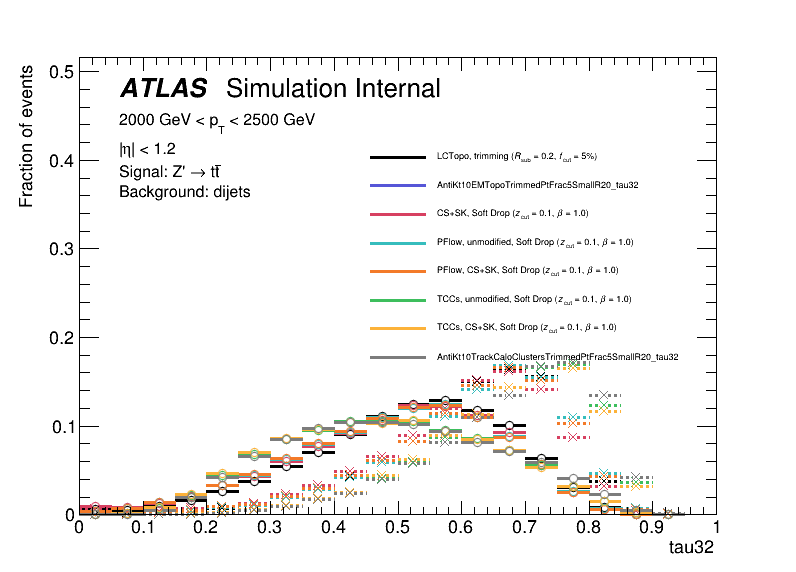 Fraction of events
0.5
0.4
0.3
0.2
0.1
0
ATLAS Simulation Internal
2000 GeV < p_T < 2500 GeV
|η| < 1.2
Signal: Z' → tt̄
Background: dijets
LCTopo, trimming (R_sub = 0.2, f_cut = 5%)
AntiKt10EMTopoTrimmedPtFrac5SmallR20_tau32
CS+SK, Soft Drop (z_cut = 0.1, β = 1.0)
PFlow, unmodified, Soft Drop (z_cut = 0.1, β = 1.0)
PFlow, CS+SK, Soft Drop (z_cut = 0.1, β = 1.0)
TCCs, unmodified, Soft Drop (z_cut = 0.1, β = 1.0)
TCCs, CS+SK, Soft Drop (z_cut = 0.1, β = 1.0)
AntiKt10TrackCaloClustersTrimmedPtFrac5SmallR20_tau32
0 0.1 0.2 0.3 0.4 0.5 0.6 0.7 0.8 0.9 1
tau32